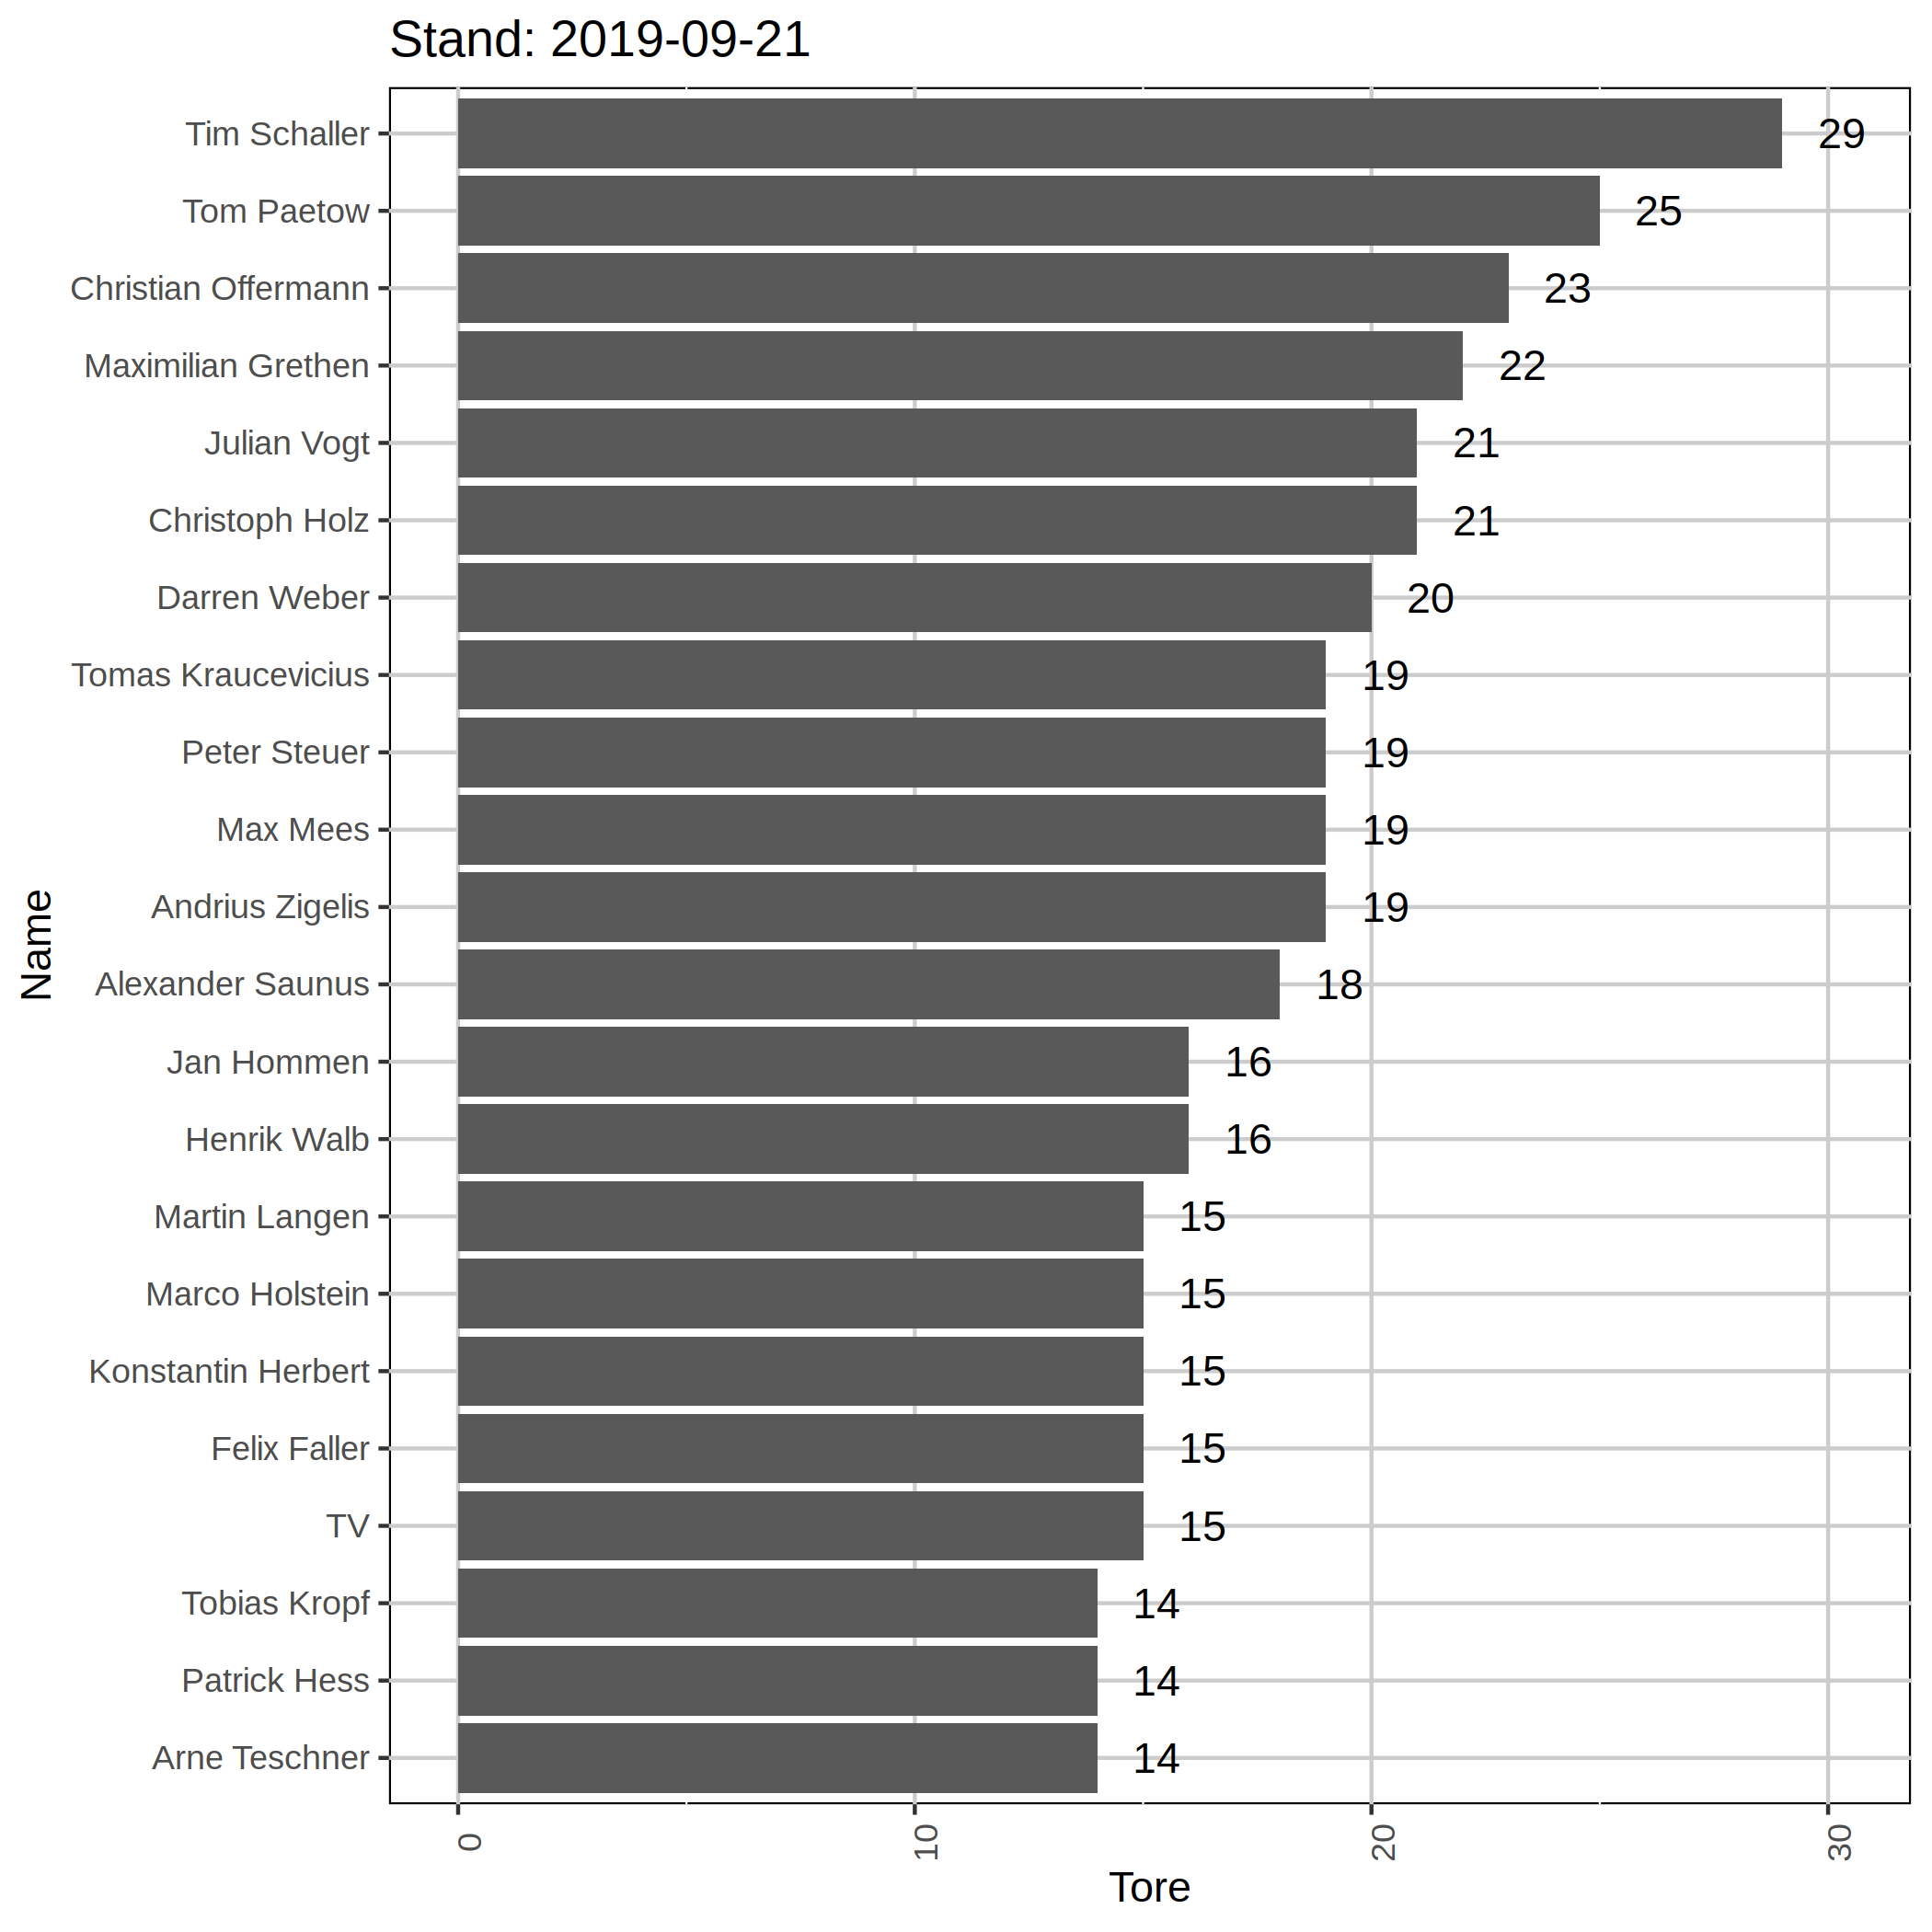 Stand: 2019-09-21
Tim Schaller 29
Tom Paetow 25
Christian Offermann 23
Maximilian Grethen 22
Julian Vogt 21
Christoph Holz 21
Darren Weber 20
Tomas Kraucevicius 19
Peter Steuer 19
Max Mees 19
Andrius Zigelis 19
Alexander Saunus 18
Jan Hommen 16
Henrik Walb 16
Martin Langen 15
Marco Holstein 15
Konstantin Herbert 15
Felix Faller 15
TV 15
Tobias Kropf 14
Patrick Hess 14
Arne Teschner 14
Name
0 10 20 30
Tore